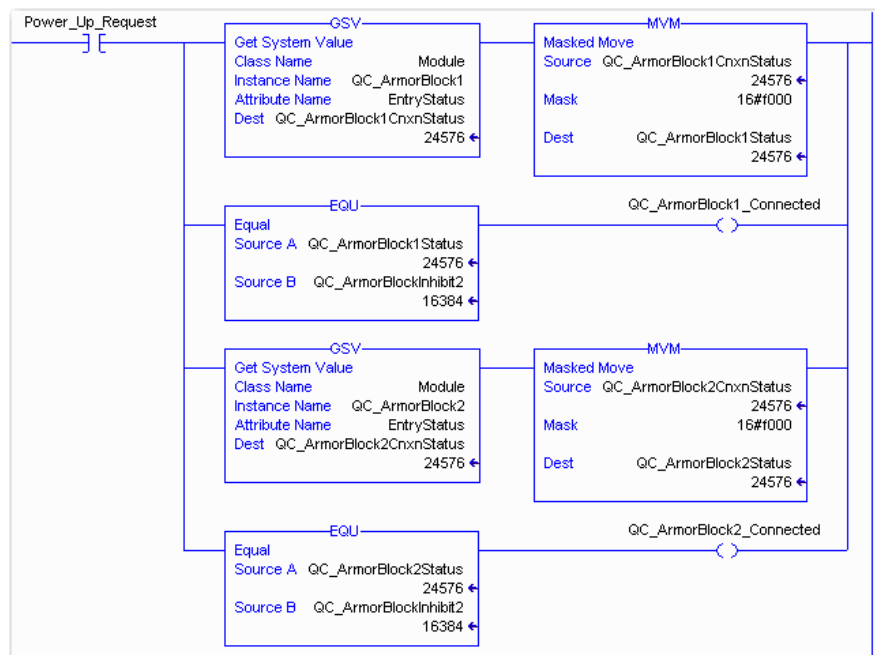 Power_Up_Request
GSV
Get System Value
Class Name Module
Instance Name QC_ArmorBlock1
Attribute Name EntryStatus
Dest QC_ArmorBlock1CnxnStatus
24576
MVM
Masked Move
Source QC_ArmorBlock1CnxnStatus
24576
Mask 16#f000
Dest QC_ArmorBlock1Status
24576
EQU
Equal
Source A QC_ArmorBlock1Status
24576
Source B QC_ArmorBlockInhibit2
16384
QC_ArmorBlock1_Connected
GSV
Get System Value
Class Name Module
Instance Name QC_ArmorBlock2
Attribute Name EntryStatus
Dest QC_ArmorBlock2CnxnStatus
24576
MVM
Masked Move
Source QC_ArmorBlock2CnxnStatus
24576
Mask 16#f000
Dest QC_ArmorBlock2Status
24576
EQU
Equal
Source A QC_ArmorBlock2Status
24576
Source B QC_ArmorBlockInhibit2
16384
QC_ArmorBlock2_Connected